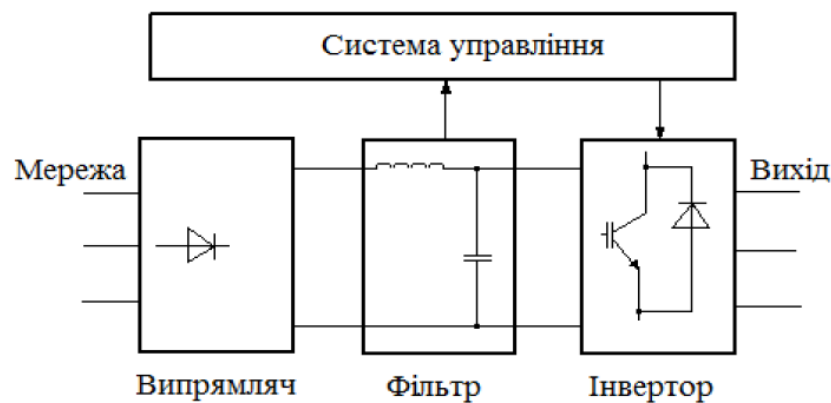 Система управління
Мережа
Вихід
Випрямляч
Фільтр
Інвертор